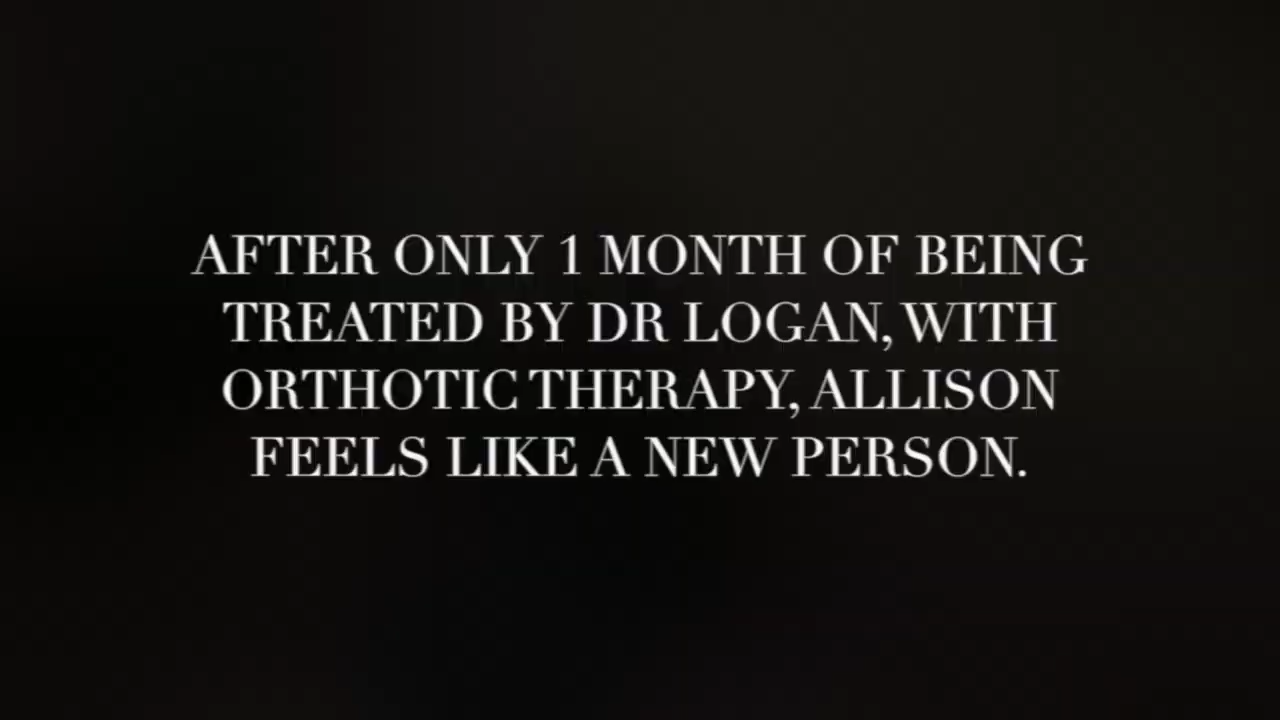 AFTER ONLY 1 MONTH OF BEING
TREATED BY DR LOGAN, WITH
ORTHOTIC THERAPY, ALLISON
FEELS LIKE A NEW PERSON.